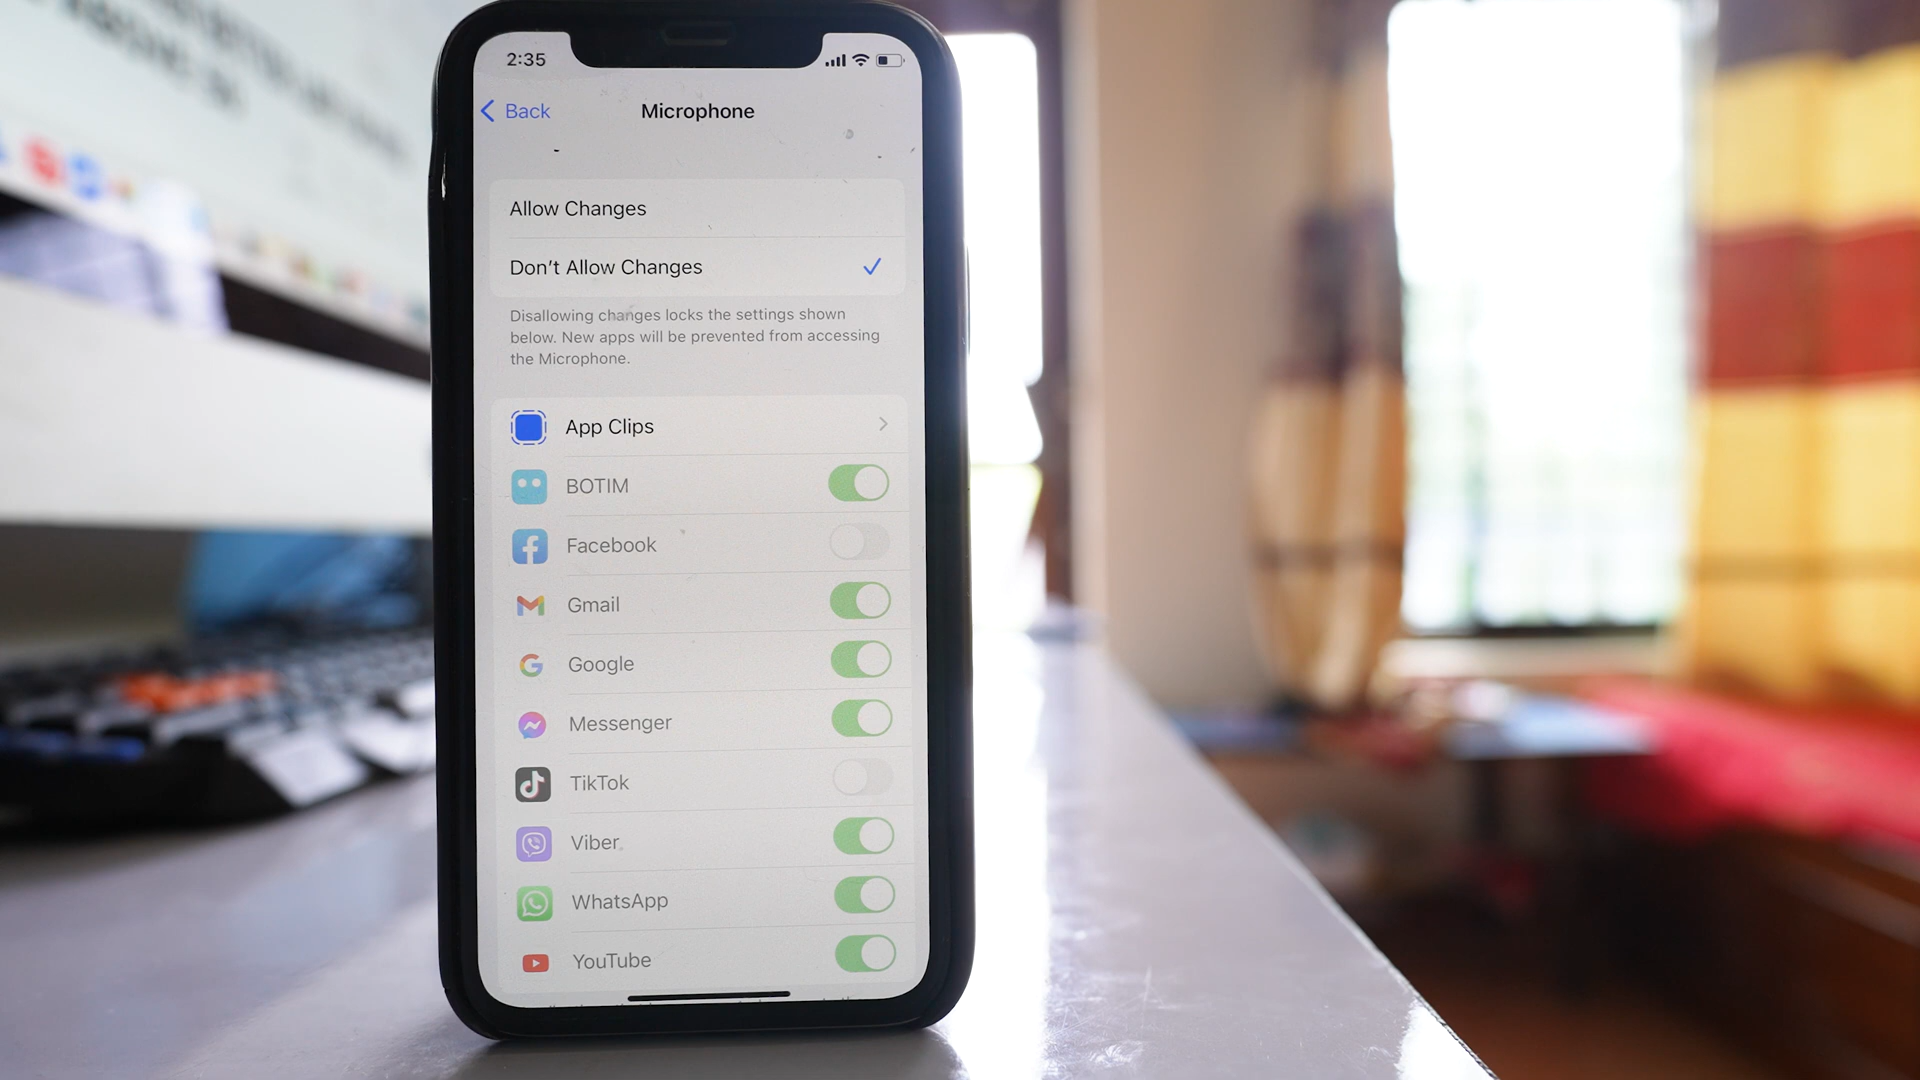 2:35
Back
Microphone
Allow Changes
Don't Allow Changes
Disallowing changes locks the settings shown
below. New apps will be prevented from accessing
the Microphone.
App Clips
BOTIM
Facebook
Gmail
Google
Messenger
TikTok
Viber
WhatsApp
YouTube